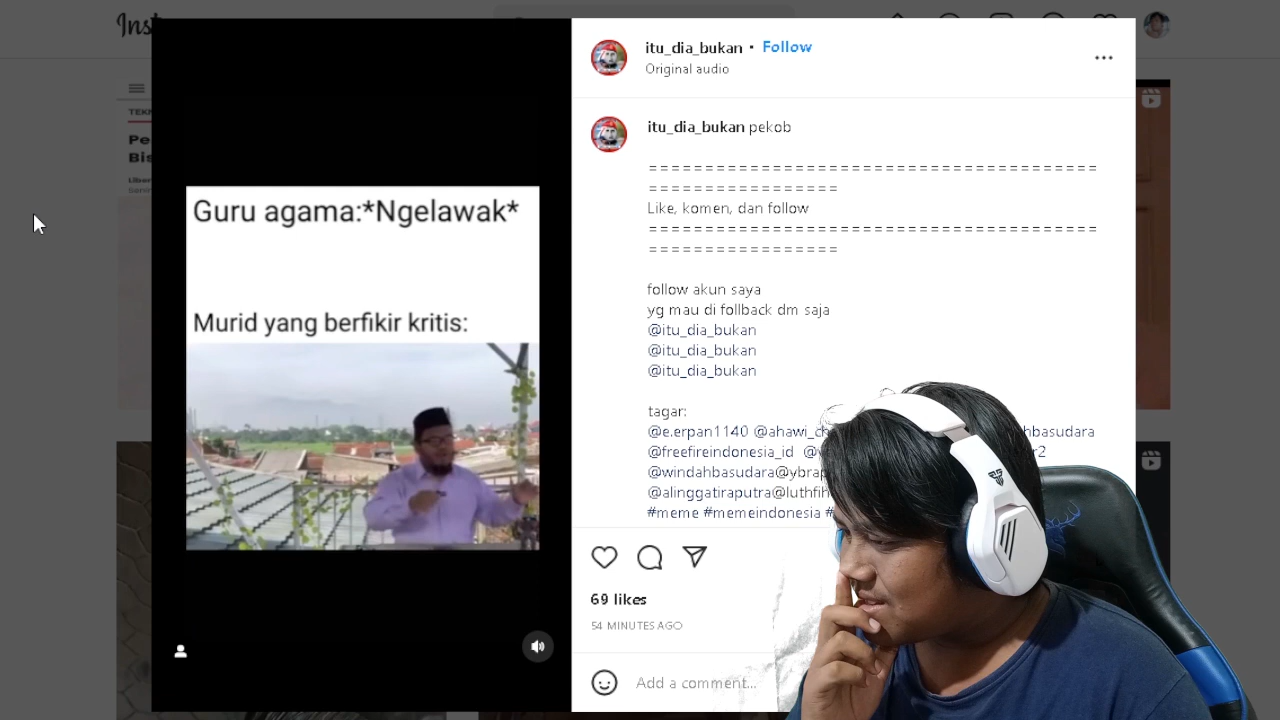 itu_dia_bukan • Follow
Original audio
itu_dia_bukan pekob
=====================================
================
Like, komen, dan follow
=====================================
================
follow akun saya
yg mau di follback dm saja
@itu_dia_bukan
@itu_dia_bukan
@itu_dia_bukan
tagar:
@e.erpan1140
@freefireindonesia_id
#meme #memeindonesia
69 likes
54 MINUTES AGO
Add a comment...
Guru agama:*Ngelawak*
Murid yang berfikir kritis: